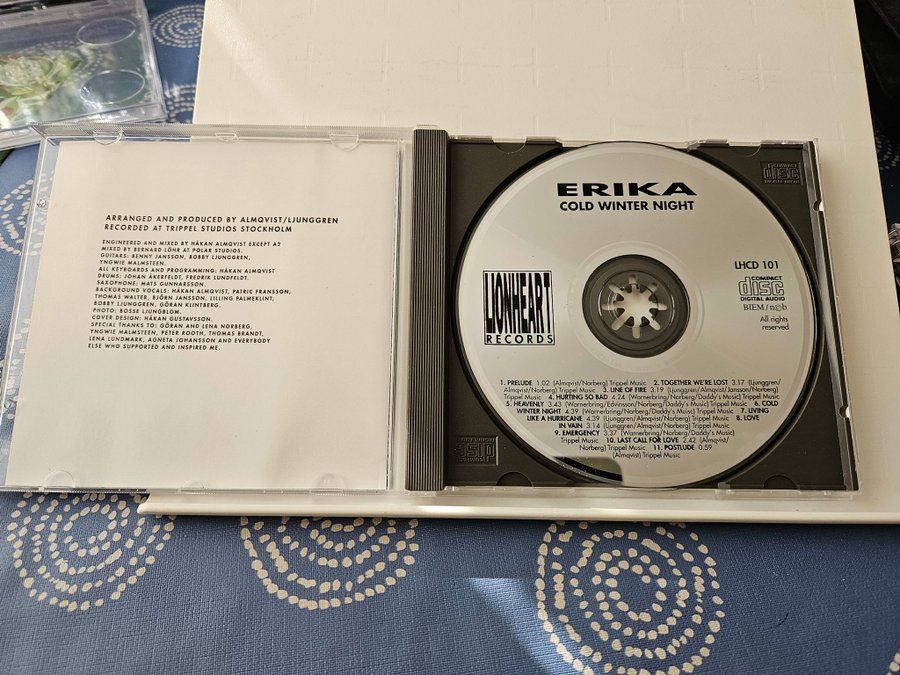 ARRANGED AND PRODUCED BY ALMQVIST/LJUNGGREN
RECORDED AT TRIPPEL STUDIOS STOCKHOLM
ENGINEERED AND MIXED BY HÅKAN ALMQVIST EXCEPT A2
MIXED BY BERNARD LÖHR AT POLAR STUDIOS.
GUITARS: BENNY JANSSON, BOBBY LJUNGGREN,
YNGWIE MALMSTEEN.
ALL KEYBOARDS AND PROGRAMMING: HÅKAN ALMQVIST
DRUMS: JOHAN ÅKERFELDT, FREDRIK LUNDFELDT.
SAXOPHONE: MATS GUNNARSSON.
BACKGROUND VOCALS: HÅKAN ALMQVIST, PATRIC FRANSSON,
THOMAS WALTER, BJÖRN JANSSON, LILLING PALMEKLINT,
BOBBY LJUNGGREN, GÖRAN KLINTBERG.
PHOTO: BOSSE LJUNGBLOM.
COVER DESIGN: HÅKAN GUSTAVSSON.
SPECIAL THANKS TO: GÖRAN AND LENA NORBERG,
YNGWIE MALMSTEEN, PETER ROOTH, THOMAS BRANDT,
LENA LUNDMARK, AGNETA JOHANSSON AND EVERYBODY
ELSE WHO SUPPORTED AND INSPIRED ME.
ERIKA
COLD WINTER NIGHT
LHCD 101
COMPACT
disc
DIGITAL AUDIO
BIEM / n©b
All rights
reserved
LIONHEART
RECORDS
1. PRELUDE 1.02 (Almqvist/Norberg) Trippel Music 2. TOGETHER WE'RE LOST 3.17 (Ljunggren/
Almqvist/Norberg) Trippel Music 3. LINE OF FIRE 3.19 (Ljunggren/Almqvist/Jansson/Norberg)
Trippel Music 4. HURTING SO BAD 4.24 (Warnerbring/Norberg/Daddy's Music) Trippel Music
5. HEAVENLY 3.43 (Warnerbring/Edvinsson/Norberg/Daddy's Music) Trippel Music 6. COLD
WINTER NIGHT 4.39 (Ljunggren/Almqvist/Norberg) Trippel Music 7. LIVING
LIKE A HURRICANE 4.39 (Ljunggren/Almqvist/Norberg) Trippel Music 8. LOVE
IN VAIN 3.14 (Ljunggren/Almqvist/Norberg) Trippel Music
9. EMERGENCY 3.37 (Warnerbring/Norberg/Daddy's Music)
Trippel Music 10. LAST CALL FOR LOVE 2.42 (Almqvist/
Norberg) Trippel Music 11. POSTLUDE 0.59
(Almqvist) Trippel Music
COMPACT
disc
DIGITAL AUDIO
disc